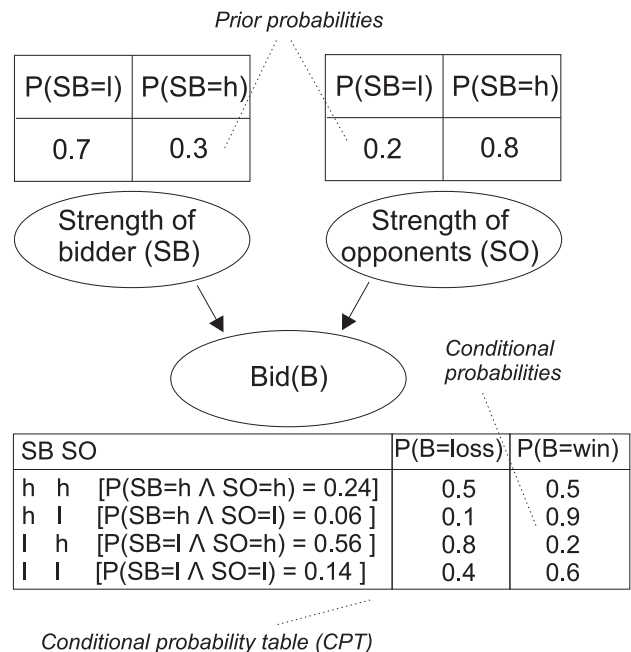 Prior probabilities
P(SB=l) P(SB=h)
0.7 0.3
P(SB=l) P(SB=h)
0.2 0.8
Strength of
bidder (SB)
Strength of
opponents (SO)
Bid(B)
Conditional
probabilities
SB SO P(B=loss) P(B=win)
h h [P(SB=h Λ SO=h) = 0.24] 0.5 0.5
h l [P(SB=h Λ SO=l) = 0.06 ] 0.1 0.9
l h [P(SB=l Λ SO=h) = 0.56 ] 0.8 0.2
l l [P(SB=l Λ SO=l) = 0.14 ] 0.4 0.6
Conditional probability table (CPT)